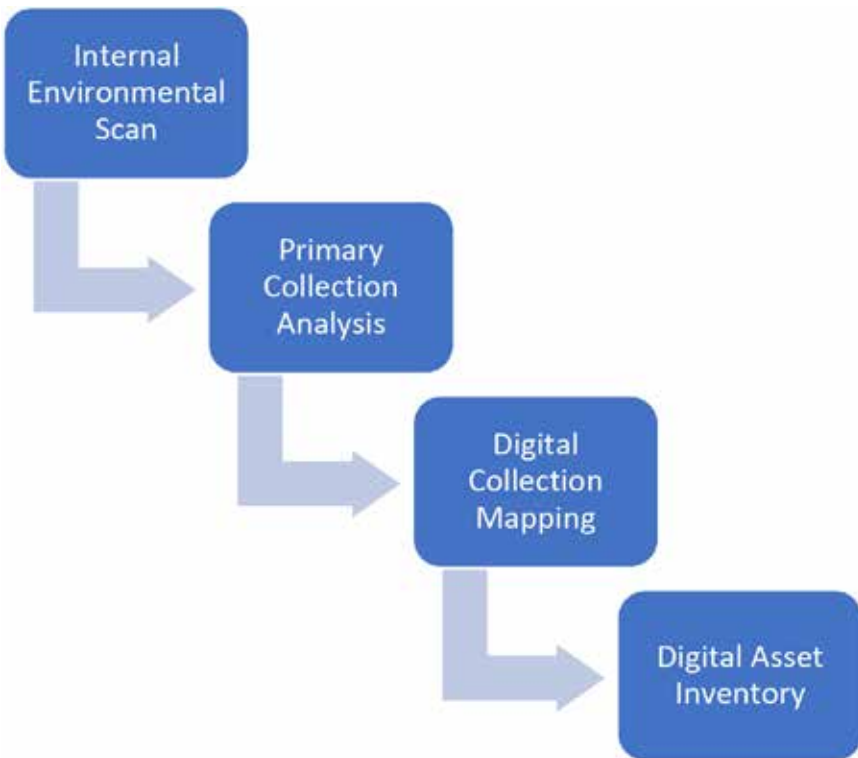 Internal
Environmental
Scan
Primary
Collection
Analysis
Digital
Collection
Mapping
Digital Asset
Inventory